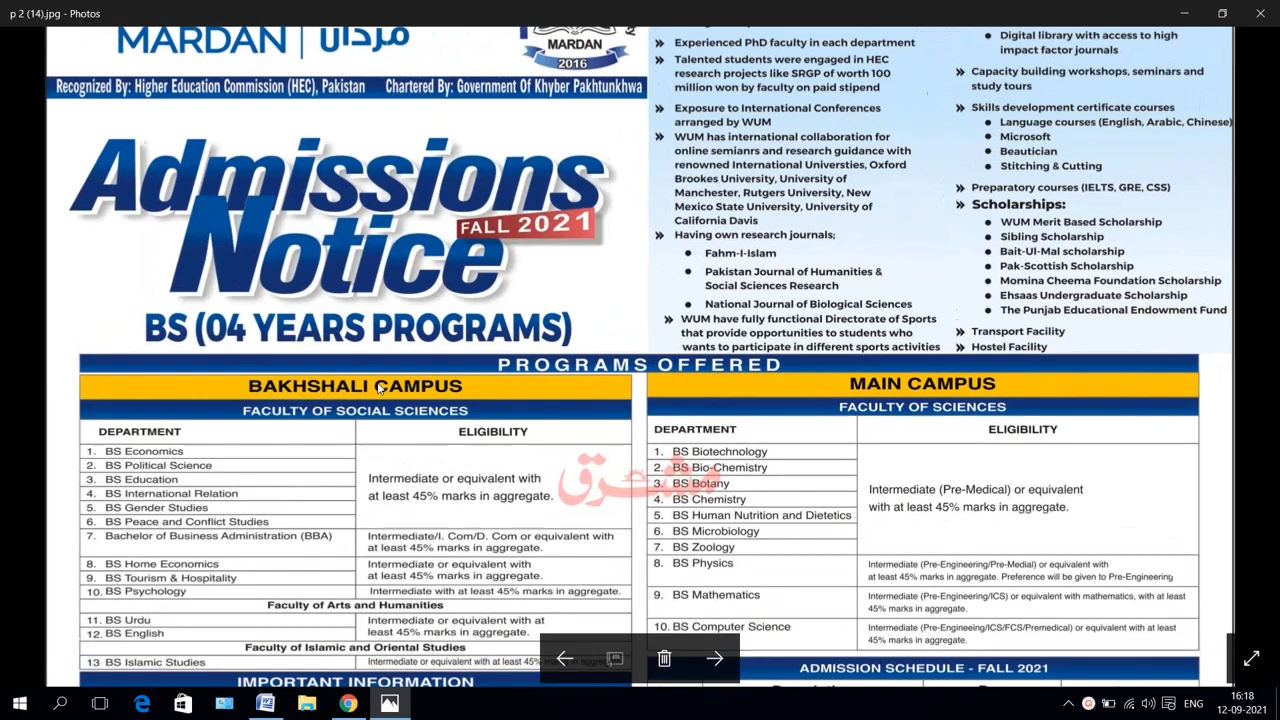 p 2 (14).jpg - Photos
MARDAN | مردان
MARDAN
2016
Recognized By: Higher Education Commission (HEC), Pakistan Chartered By: Government Of Khyber Pakhtunkhwa
Admissions
Notice
FALL 2021
BS (04 YEARS PROGRAMS)
Experienced PhD faculty in each department
Talented students were engaged in HEC
research projects like SRGP of worth 100
million won by faculty on paid stipend
Exposure to International Conferences
arranged by WUM
WUM has international collaboration for
online semianrs and research guidance with
renowned International Universties, Oxford
Brookes University, University of
Manchester, Rutgers University, New
Mexico State University, University of
California Davis
Having own research journals;
Fahm-I-Islam
Pakistan Journal of Humanities &
Social Sciences Research
National Journal of Biological Sciences
WUM have fully functional Directorate of Sports
that provide opportunities to students who
wants to participate in different sports activities
Digital library with access to high
impact factor journals
Capacity building workshops, seminars and
study tours
Skills development certificate courses
Language courses (English, Arabic, Chinese)
Microsoft
Beautician
Stitching & Cutting
Preparatory courses (IELTS, GRE, CSS)
Scholarships:
WUM Merit Based Scholarship
Sibling Scholarship
Bait-Ul-Mal scholarship
Pak-Scottish Scholarship
Momina Cheema Foundation Scholarship
Ehsaas Undergraduate Scholarship
The Punjab Educational Endowment Fund
Transport Facility
Hostel Facility
PROGRAMS OFFERED
BAKHSHALI CAMPUS
FACULTY OF SOCIAL SCIENCES
DEPARTMENT ELIGIBILITY
1. BS Economics
2. BS Political Science
3. BS Education
4. BS International Relation
5. BS Gender Studies
6. BS Peace and Conflict Studies
Intermediate or equivalent with
at least 45% marks in aggregate.
7. Bachelor of Business Administration (BBA) Intermediate/I. Com/D. Com or equivalent with
at least 45% marks in aggregate.
8. BS Home Economics Intermediate or equivalent with
9. BS Tourism & Hospitality at least 45% marks in aggregate.
10. BS Psychology Intermediate with at least 45% marks in aggregate.
Faculty of Arts and Humanities
11. BS Urdu Intermediate or equivalent with at
12. BS English least 45% marks in aggregate.
Faculty of Islamic and Oriental Studies
13 BS Islamic Studies Intermediate or equivalent with at least 45% marks in aggregate.
IMPORTANT INFORMATION
MAIN CAMPUS
FACULTY OF SCIENCES
DEPARTMENT ELIGIBILITY
1. BS Biotechnology
2. BS Bio-Chemistry
3. BS Botany
4. BS Chemistry
5. BS Human Nutrition and Dietetics
6. BS Microbiology
7. BS Zoology
Intermediate (Pre-Medical) or equivalent
with at least 45% marks in aggregate.
8. BS Physics Intermediate (Pre-Engineering/Pre-Medial) or equivalent with
at least 45% marks in aggregate. Preference will be given to Pre-Engineering
9. BS Mathematics Intermediate (Pre-Engineering/ICS) or equivalent with mathematics, with at least
45% marks in aggregate.
10. BS Computer Science Intermediate (Pre-Engineeing/ICS/FCS/Premedical) or equivalent with at least
45% marks in aggregate.
ADMISSION SCHEDULE - FALL 2021
مشرق
ENG
16:18
12-09-2021